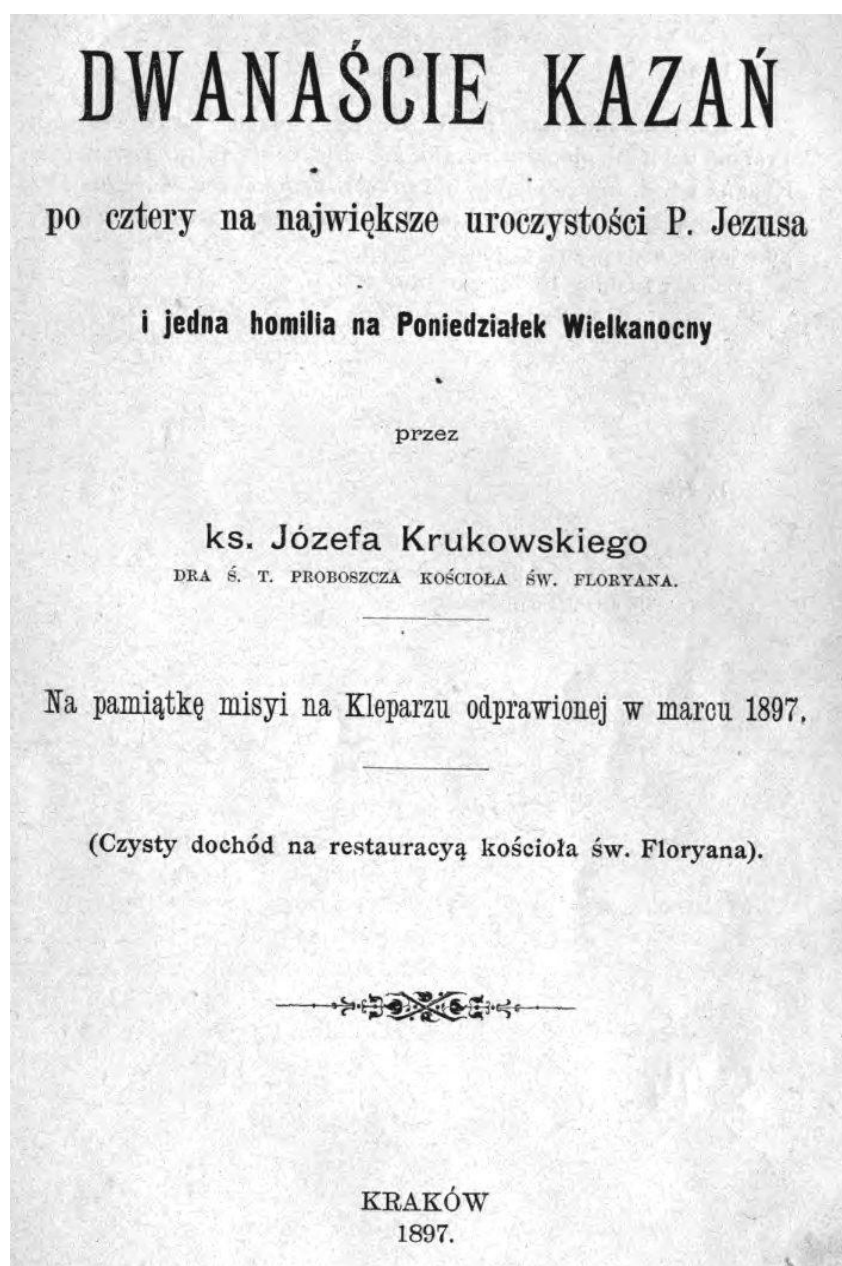 DWANAŚCIE KAZAŃ
po cztery na największe uroczystości P. Jezusa
i jedna homilia na Poniedziałek Wielkanocny
przez
ks. Józefa Krukowskiego
DRA Ś. T. PROBOSZCZA KOŚCIOŁA ŚW. FLORYANA.
Na pamiątkę misyi na Kleparzu odprawionej w marcu 1897.
(Czysty dochód na restauracyą kościoła św. Floryana).
KRAKÓW
1897.